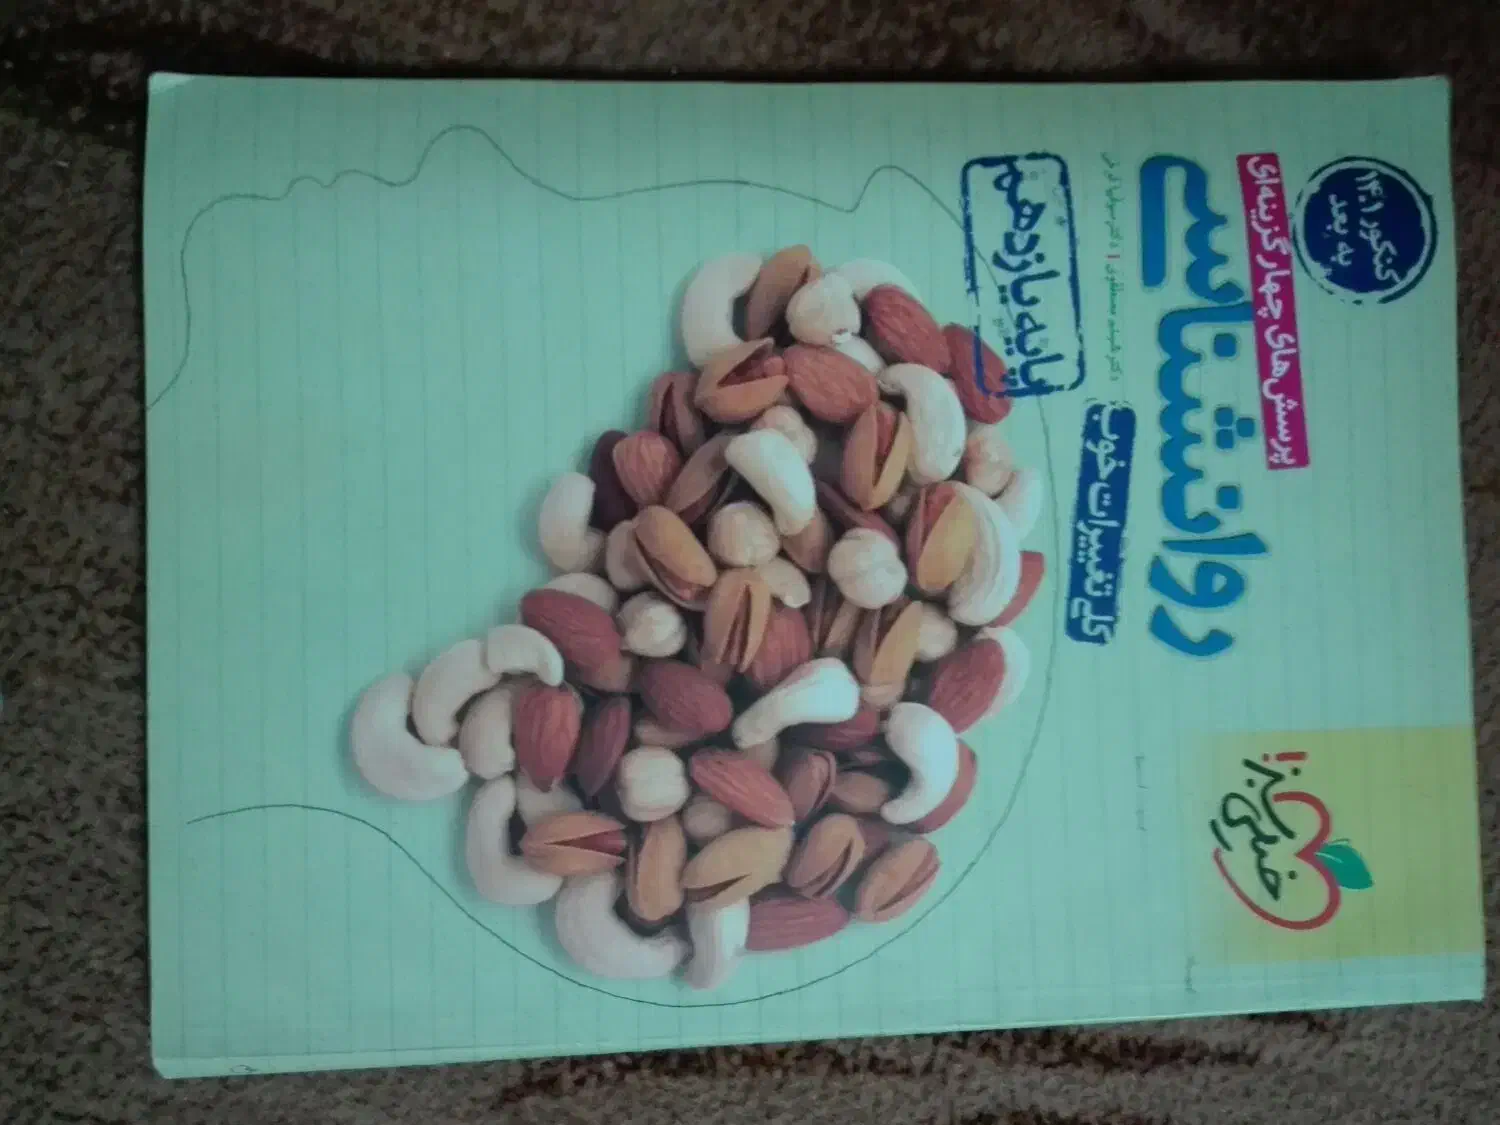 کنکور ۱۴۰۱
به بعد
پرسش‌های چهارگزینه‌ای
روانشناسی
کلی تغییرات خوب
پایه یازدهم
خیلی سبز!